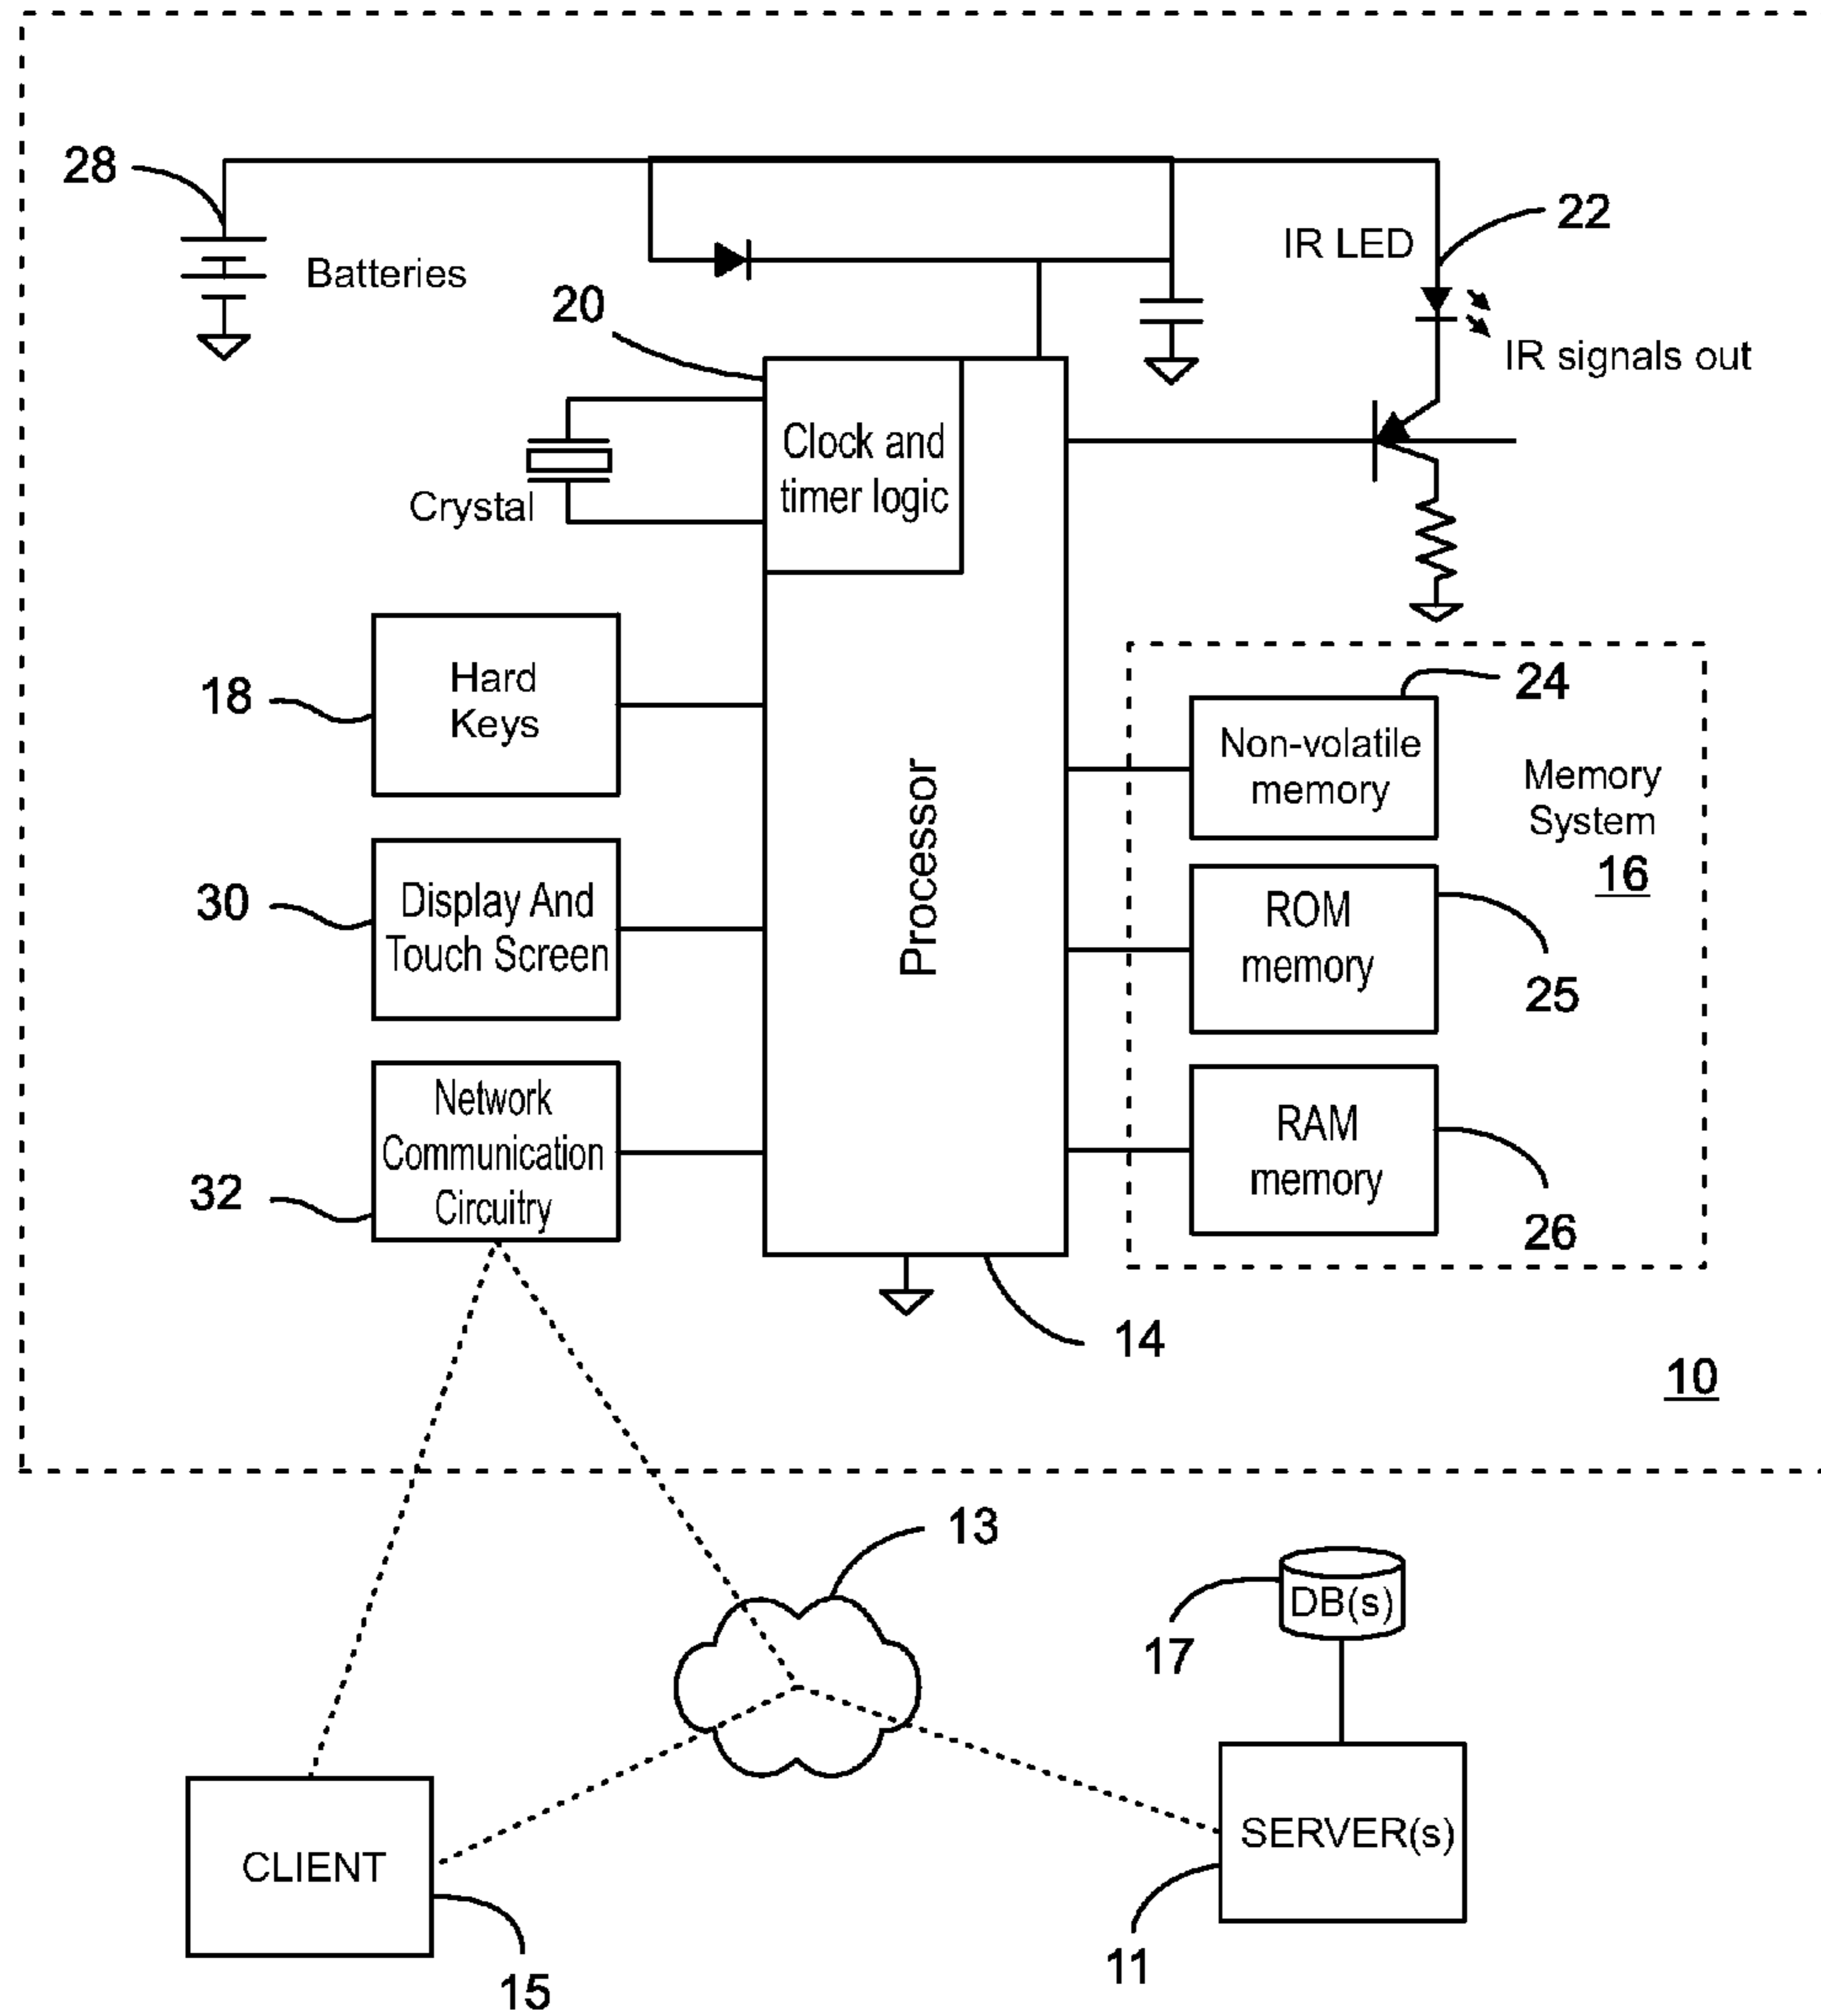 28
Batteries
20
IR LED
22
IR signals out
Clock and
timer logic
Crystal
18
Hard
Keys
24
Non-volatile
memory
Memory
System
16
30
Display And
Touch Screen
Processor
ROM
memory
25
Network
Communication
Circuitry
32
RAM
memory
26
14
10
13
17
DB(s)
CLIENT
15
SERVER(s)
11